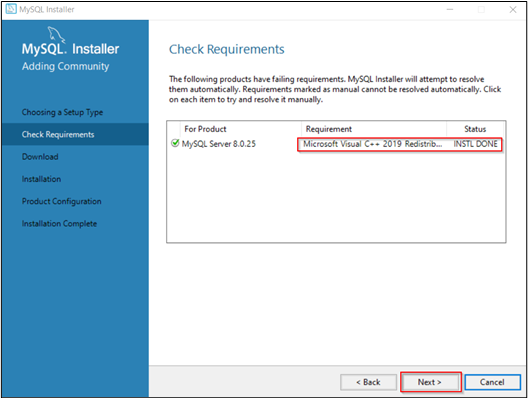 MySQL Installer
MySQL. Installer
Adding Community
Choosing a Setup Type
Check Requirements
Download
Installation
Product Configuration
Installation Complete
Check Requirements
The following products have failing requirements. MySQL Installer will attempt to resolve
them automatically. Requirements marked as manual cannot be resolved automatically. Click
on each item to try and resolve it manually.
For Product Requirement Status
MySQL Server 8.0.25 Microsoft Visual C++ 2019 Redistrib... INSTL DONE
< Back Next > Cancel